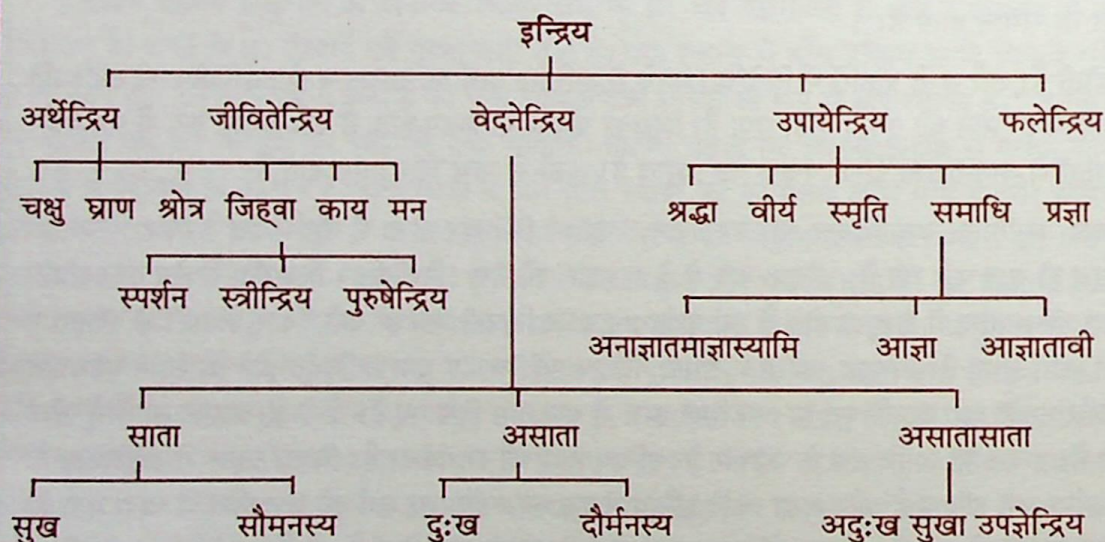 इन्द्रिय
अर्थेन्द्रिय जीवितेन्द्रिय वेदनेन्द्रिय उपायेन्द्रिय फलेन्द्रिय
चक्षु घ्राण श्रोत्र जिह्वा काय मन श्रद्धा वीर्य स्मृति समाधि प्रज्ञा
स्पर्शन स्त्रीन्द्रिय पुरुषेन्द्रिय
अनाज्ञातमाज्ञास्यामि आज्ञा आज्ञातावी
साता असाता असातासाता
सुख सौमनस्य दुःख दौर्मनस्य अदुःख सुखा उपज्ञेन्द्रिय